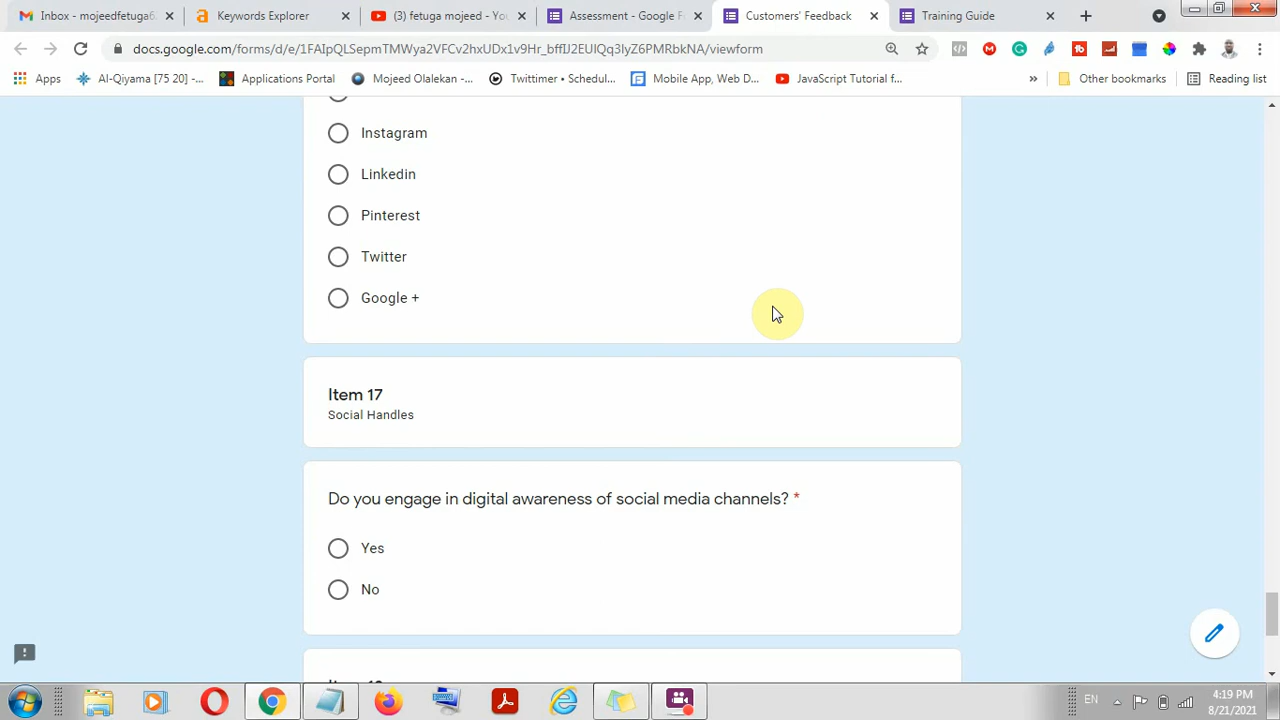 Inbox - mojeedfetuga6
Keywords Explorer
(3) fetuga mojeed - You
Assessment - Google F
Customers' Feedback
Training Guide
docs.google.com/forms/d/e/1FAIpQLSepmTMWya2WCv2hxUDx1v9Hr_bffIJ2EUlQq3lyZ6PMRbkNA/viewform
Apps
Al-Qiyama [75 20] -...
Applications Portal
Mojeed Olalekan -...
Twittimer • Schedul...
Mobile App, Web D...
JavaScript Tutorial f...
»
Other bookmarks
Reading list
Instagram
Linkedin
Pinterest
Twitter
Google +
Item 17
Social Handles
Do you engage in digital awareness of social media channels? *
Yes
No
EN
4:19 PM
8/21/2021